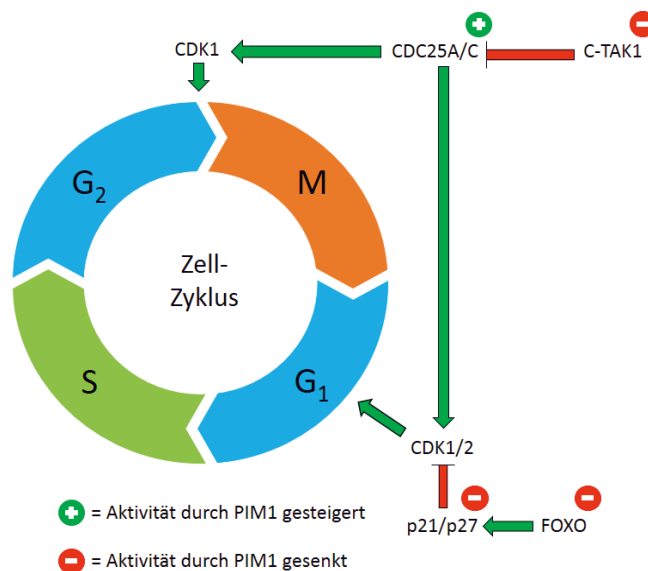 CDK1
CDC25A/C
C-TAK1
G2
M
Zell-
Zyklus
S
G1
CDK1/2
= Aktivität durch PIM1 gesteigert
p21/p27
FOXO
= Aktivität durch PIM1 gesenkt